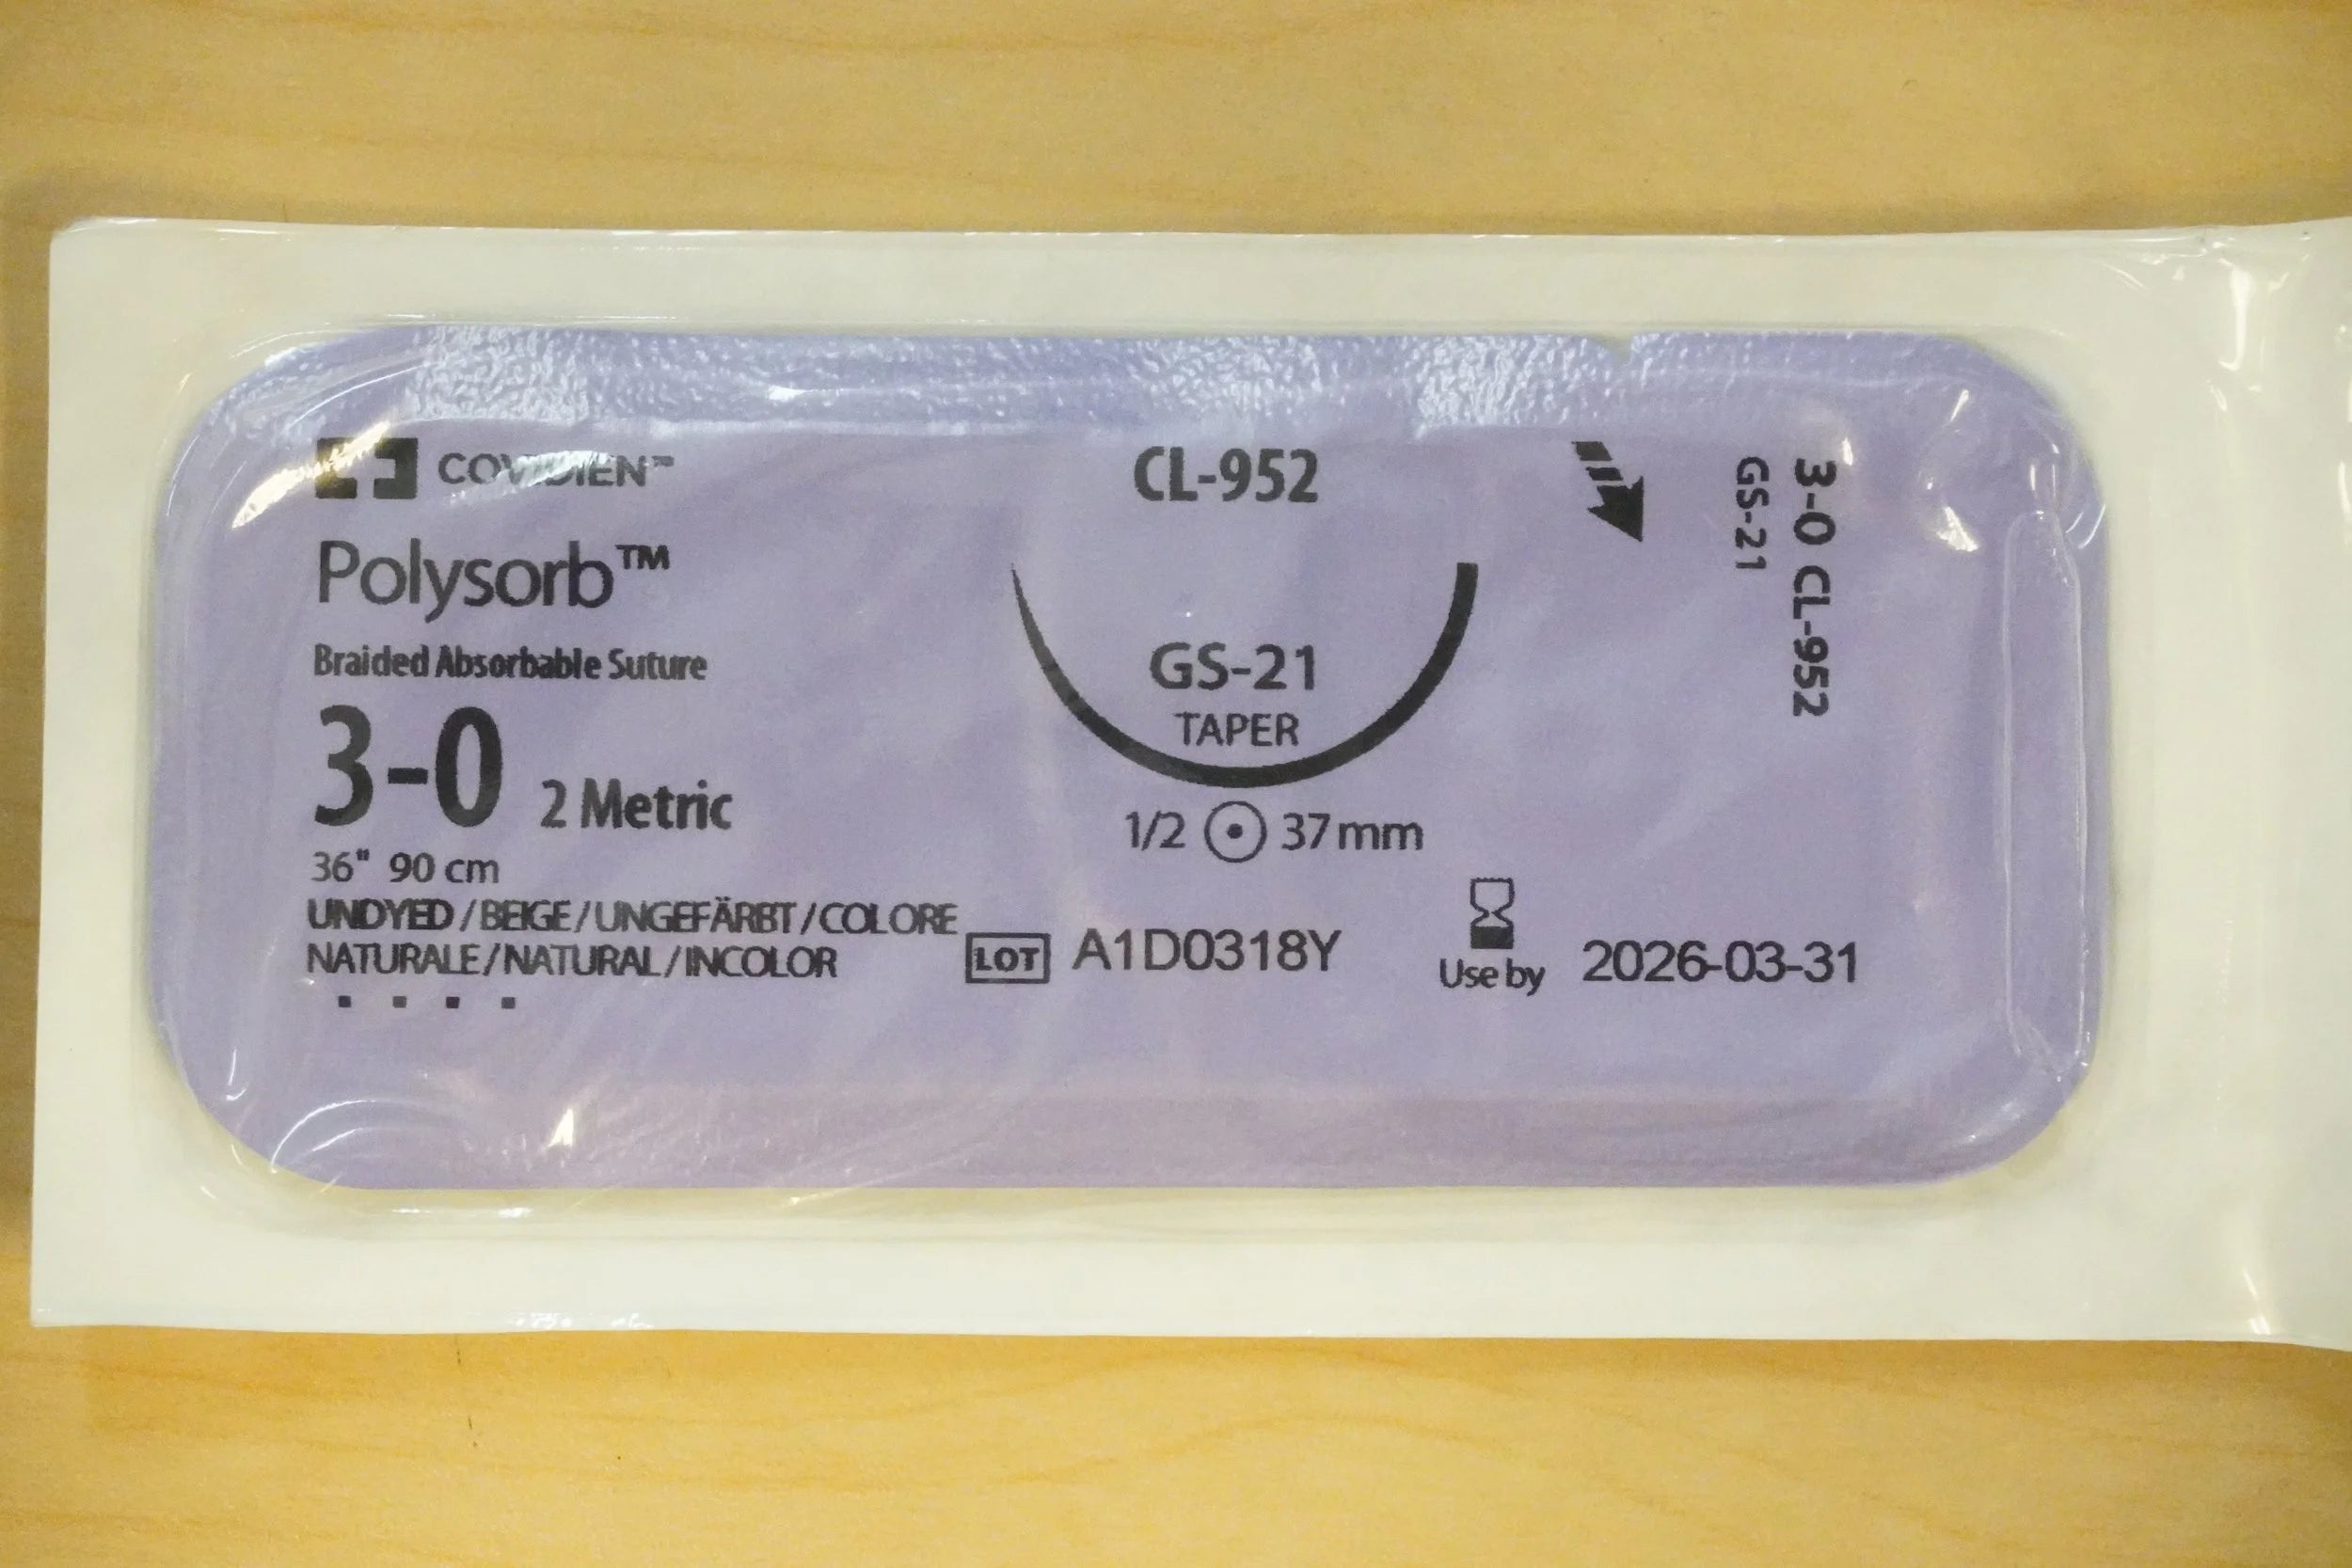 COVIDIEN™
Polysorb™
Braided Absorbable Suture
3-0 2 Metric
36" 90 cm
UNDYED / BEIGE / UNGEFÄRBT / COLORE
NATURALE / NATURAL / INCOLOR
CL-952
GS-21
TAPER
1/2 37 mm
LOT A1D0318Y
Use by 2026-03-31
3-0 CL-952
GS-21